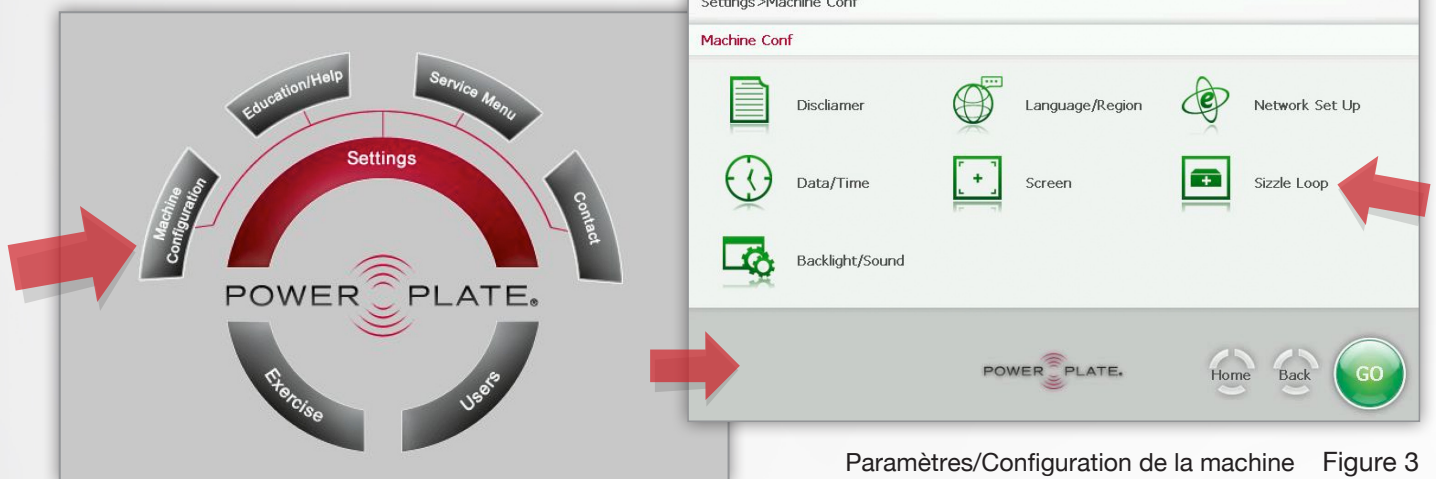 Education/Help
Service Menu
Machine
Configuration
Settings
Contact
POWER PLATE®
Exercise
Users
Settings>Machine Conf
Machine Conf
Discliamer
Language/Region
Network Set Up
Data/Time
Screen
Sizzle Loop
Backlight/Sound
POWER PLATE®
Home
Back
GO
Paramètres/Configuration de la machine Figure 3